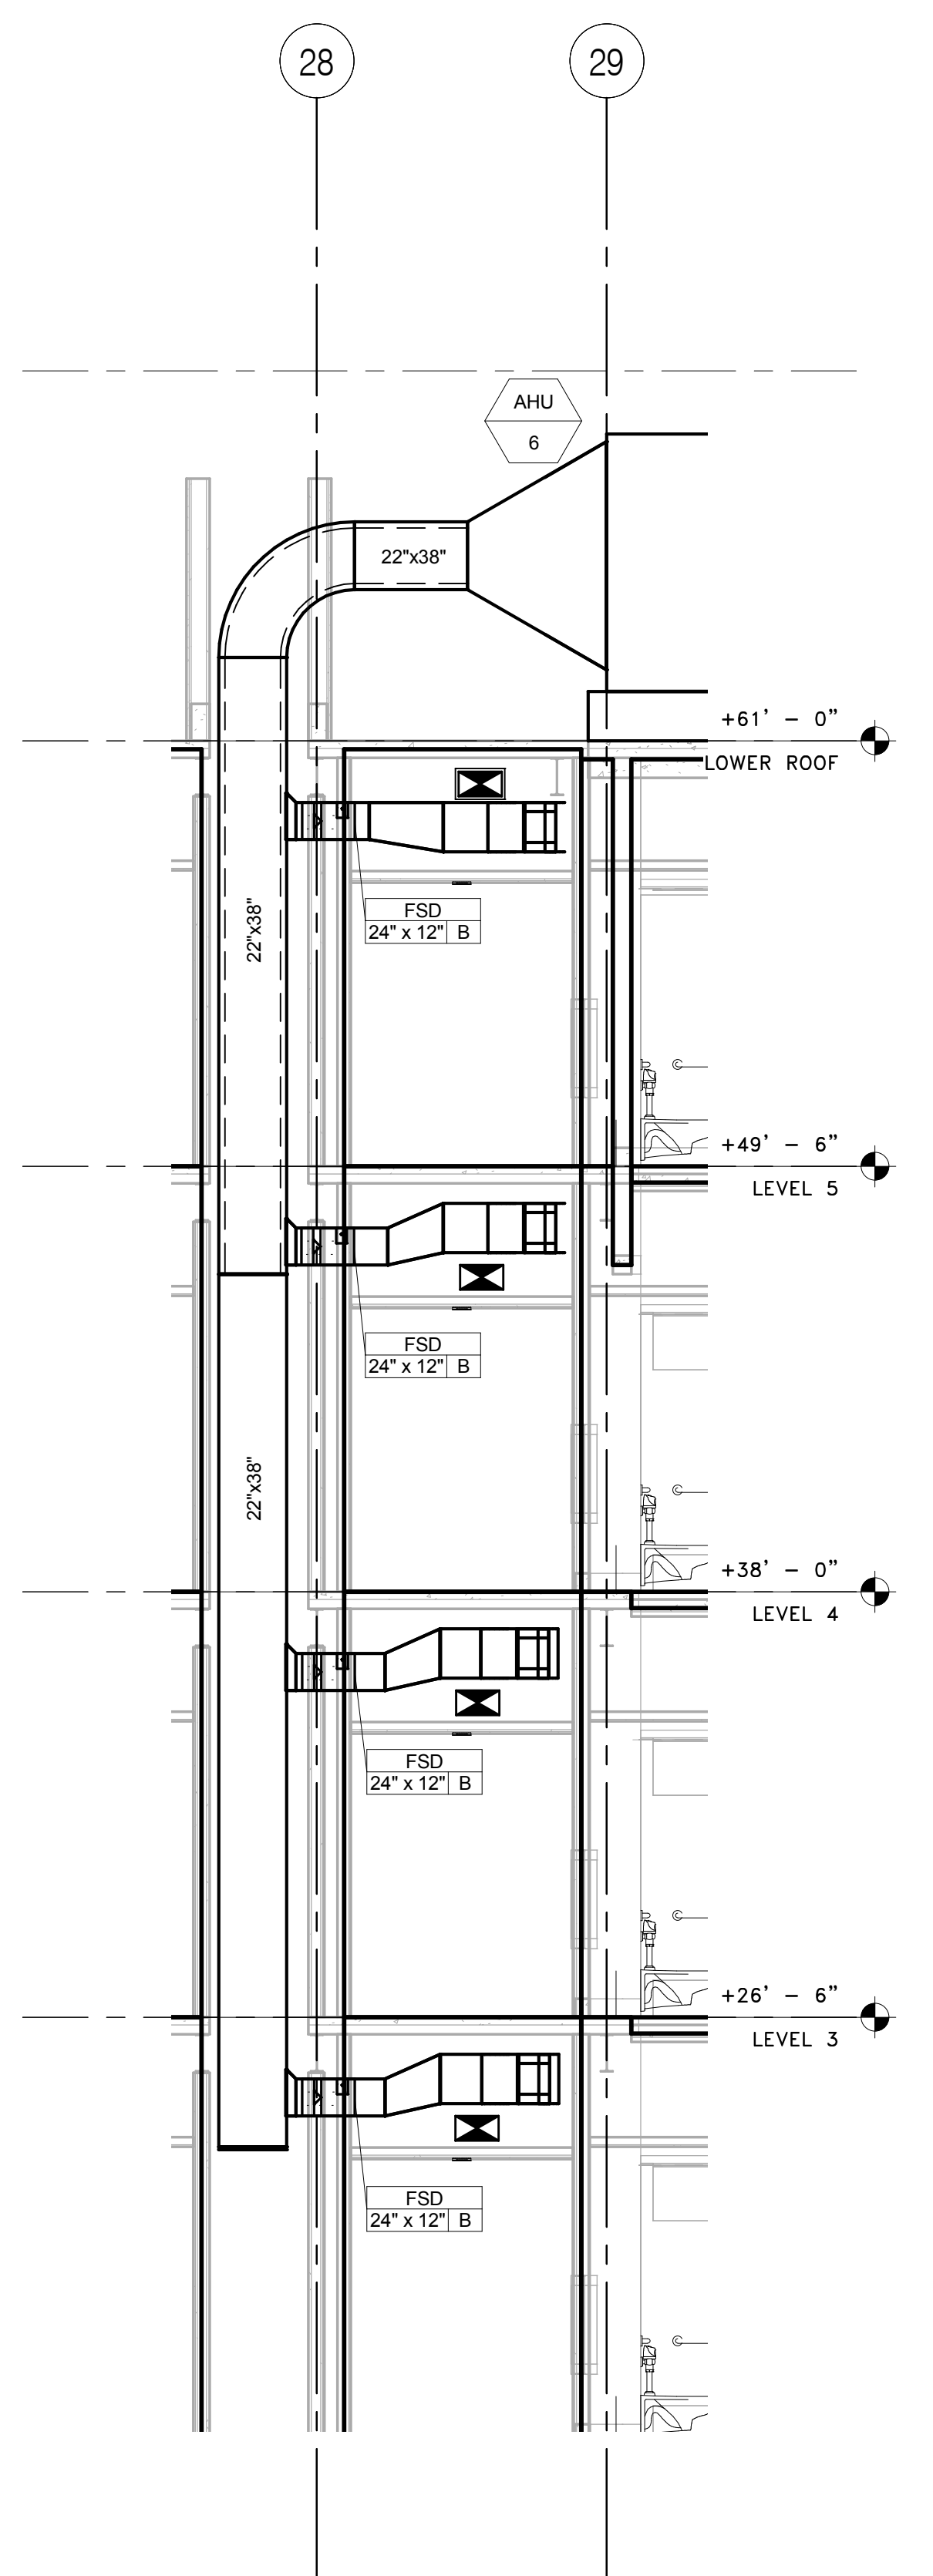 28
29
AHU
6
22"x38"
+61' - 0"
LOWER ROOF
22"x38"
FSD
24" x 12" B
+49' - 6"
LEVEL 5
FSD
24" x 12" B
22"x38"
+38' - 0"
LEVEL 4
FSD
24" x 12" B
+26' - 6"
LEVEL 3
FSD
24" x 12" B